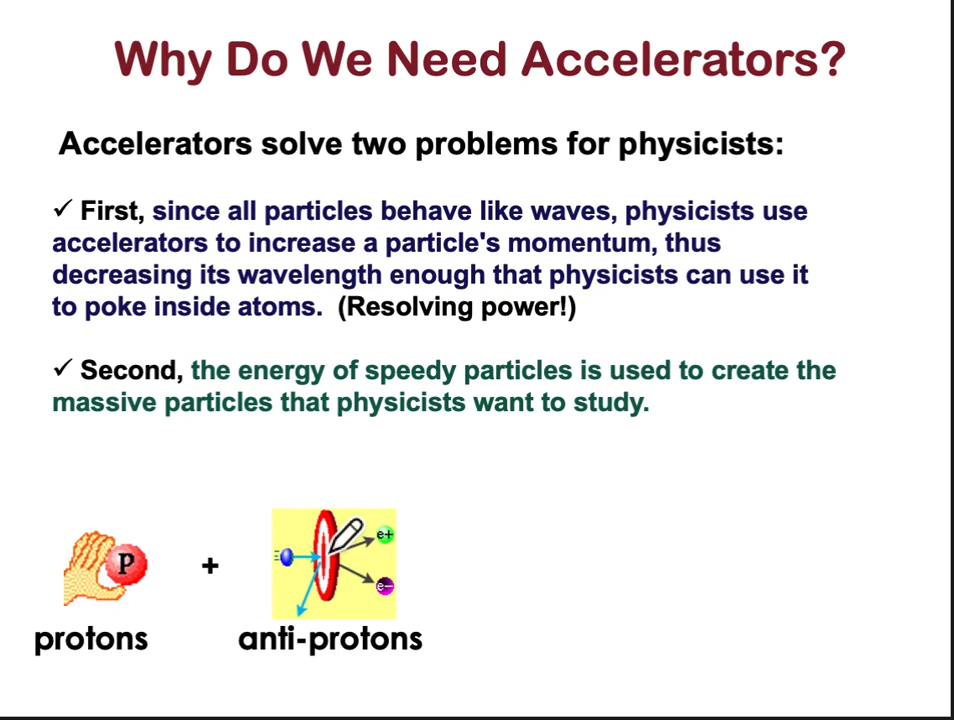 Why Do We Need Accelerators?
Accelerators solve two problems for physicists:
✓ First, since all particles behave like waves, physicists use
accelerators to increase a particle's momentum, thus
decreasing its wavelength enough that physicists can use it
to poke inside atoms. (Resolving power!)
✓ Second, the energy of speedy particles is used to create the
massive particles that physicists want to study.
P
+
e+
e−
protons
anti-protons